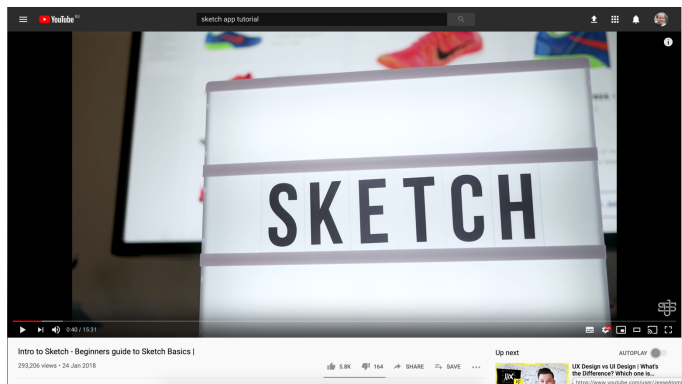 YouTube BE
sketch app tutorial
SKETCH
0:40 / 15:31
Intro to Sketch - Beginners guide to Sketch Basics |
293,206 views • 24 Jan 2018
5.8K
164
SHARE
SAVE
Up next
AUTOPLAY
UX Design vs UI Design | What's
the Difference? Which one is...
UX